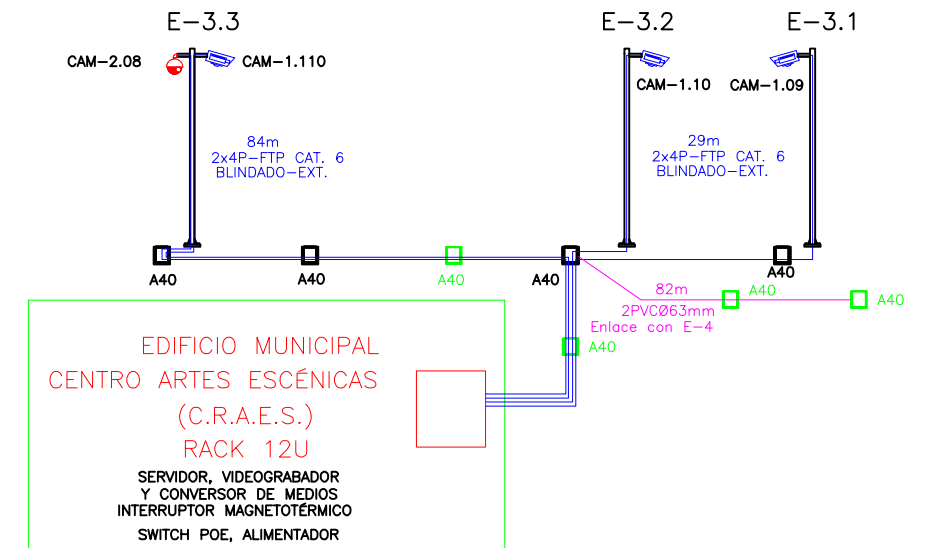 E-3.3
E-3.2
E-3.1
CAM-2.08
CAM-1.110
CAM-1.10
CAM-1.09
84m
2x4P-FTP CAT. 6
BLINDADO-EXT.
29m
2x4P-FTP CAT. 6
BLINDADO-EXT.
A40
A40
A40
A40
A40
82m
2PVCØ63mm
Enlace con E-4
A40
A40
A40
EDIFICIO MUNICIPAL
CENTRO ARTES ESCÉNICAS
(C.R.A.E.S.)
RACK 12U
SERVIDOR, VIDEOGRABADOR
Y CONVERSOR DE MEDIOS
INTERRUPTOR MAGNETOTÉRMICO
SWITCH POE, ALIMENTADOR